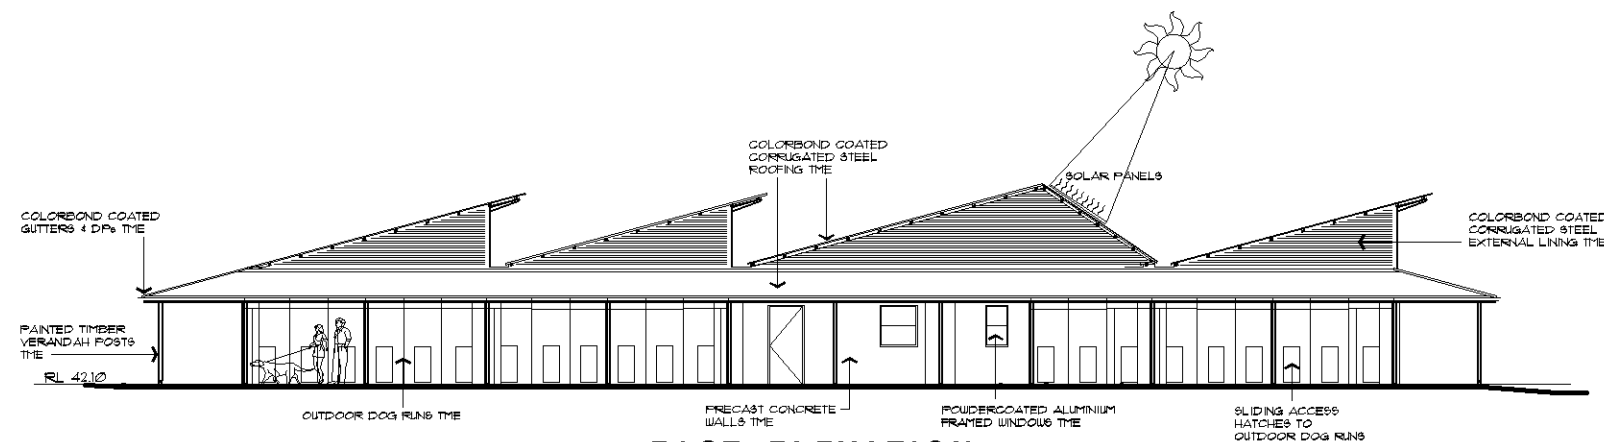 COLORBOND COATED
CORRUGATED STEEL
ROOFING TME
SOLAR PANELS
COLORBOND COATED
GUTTERS & DPs TME
COLORBOND COATED
CORRUGATED STEEL
EXTERNAL LINING TME
PAINTED TIMBER
VERANDAH POSTS
TME
RL 42.10
OUTDOOR DOG RUNS TME
PRECAST CONCRETE
WALLS TME
POWDERCOATED ALUMINIUM
FRAMED WINDOWS TME
SLIDING ACCESS
HATCHES TO
OUTDOOR DOG RUNS
EAST ELEVATION